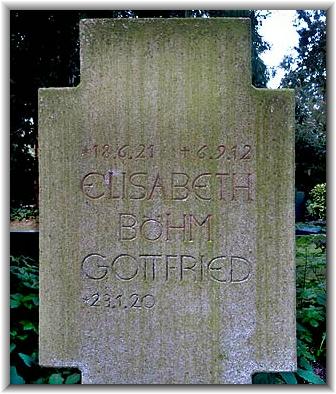 *18.6.21 +6.9.12
ELISABETH
BÖHM
GOTTFRIED
*23.1.20